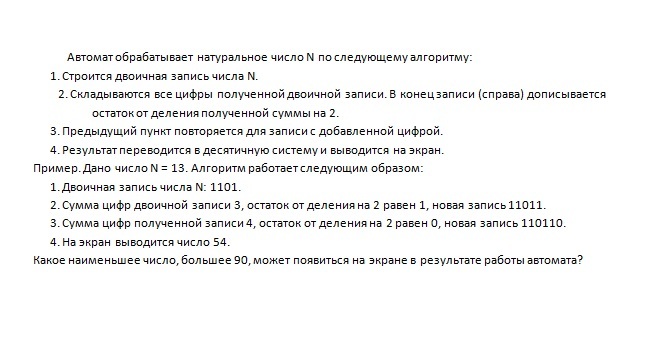 Автомат обрабатывает натуральное число N по следующему алгоритму:
1. Строится двоичная запись числа N.
2. Складываются все цифры полученной двоичной записи. В конец записи (справа) дописывается
остаток от деления полученной суммы на 2.
3. Предыдущий пункт повторяется для записи с добавленной цифрой.
4. Результат переводится в десятичную систему и выводится на экран.
Пример. Дано число N = 13. Алгоритм работает следующим образом:
1. Двоичная запись числа N: 1101.
2. Сумма цифр двоичной записи 3, остаток от деления на 2 равен 1, новая запись 11011.
3. Сумма цифр полученной записи 4, остаток от деления на 2 равен 0, новая запись 110110.
4. На экран выводится число 54.
Какое наименьшее число, большее 90, может появиться на экране в результате работы автомата?